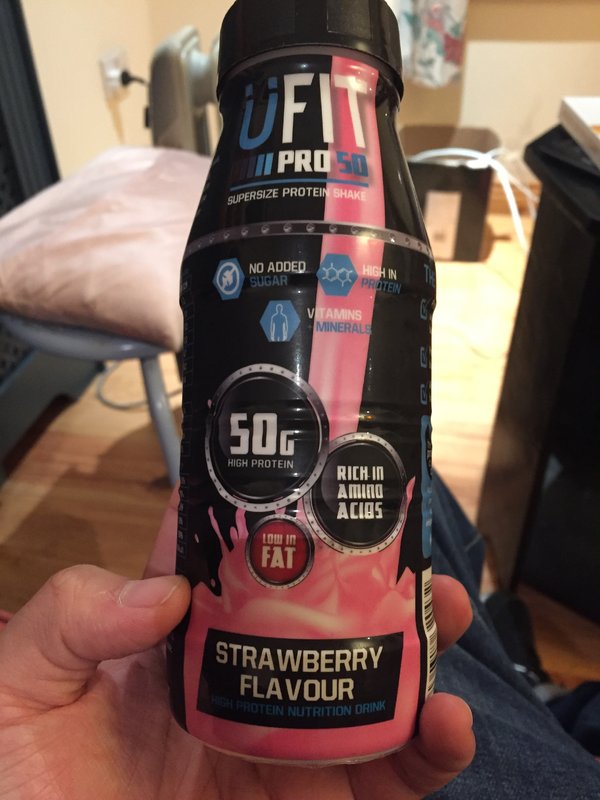 ÜFIT
PRO 50
SUPERSIZE PROTEIN SHAKE
NO ADDED
SUGAR
HIGH IN
PROTEIN
VITAMINS
MINERALS
50G
HIGH PROTEIN
RICH IN
AMINO
ACIDS
LOW IN
FAT
STRAWBERRY
FLAVOUR
HIGH PROTEIN NUTRITION DRINK